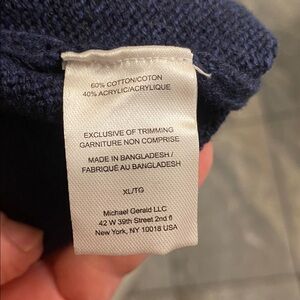 60% COTTON/COTON
40% ACRYLIC/ACRYLIQUE
EXCLUSIVE OF TRIMMING
GARNITURE NON COMPRISE
MADE IN BANGLADESH /
FABRIQUÉ AU BANGLADESH
XL/TG
Michael Gerald LLC
42 W 39th Street 2nd fl
New York, NY 10018 USA